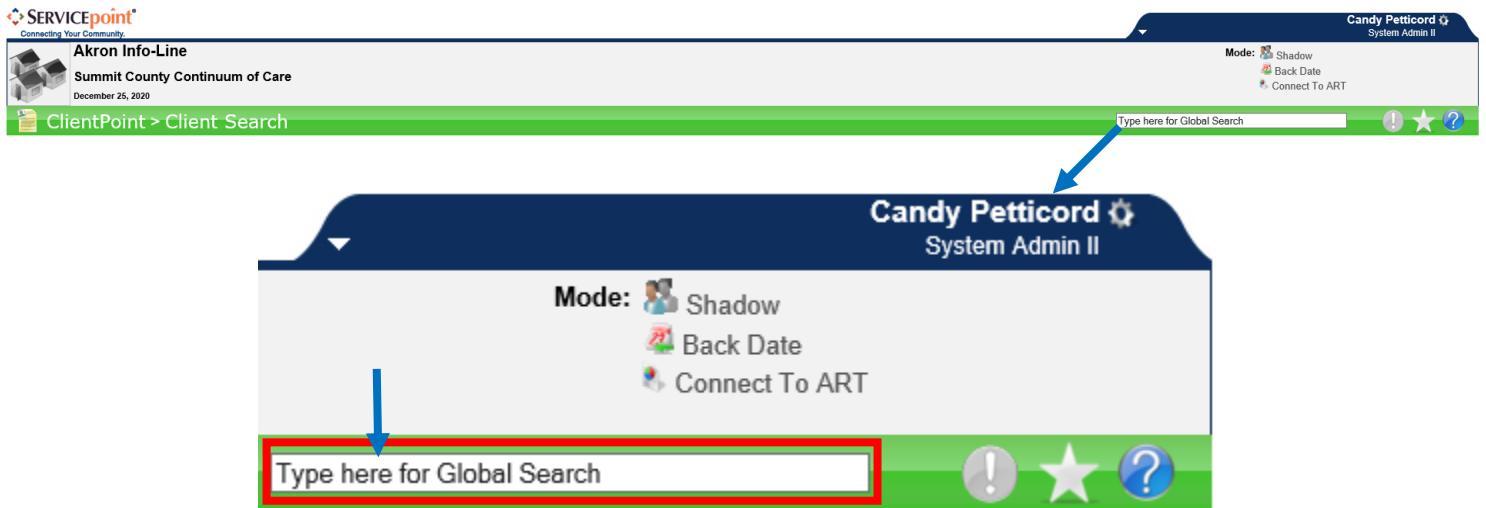 SERVICEpoint
Connecting Your Community.
Candy Petticord
System Admin II
Akron Info-Line
Summit County Continuum of Care
December 25, 2020
Mode: Shadow
Back Date
Connect To ART
ClientPoint > Client Search
Type here for Global Search
Candy Petticord
System Admin II
Mode: Shadow
Back Date
Connect To ART
Type here for Global Search